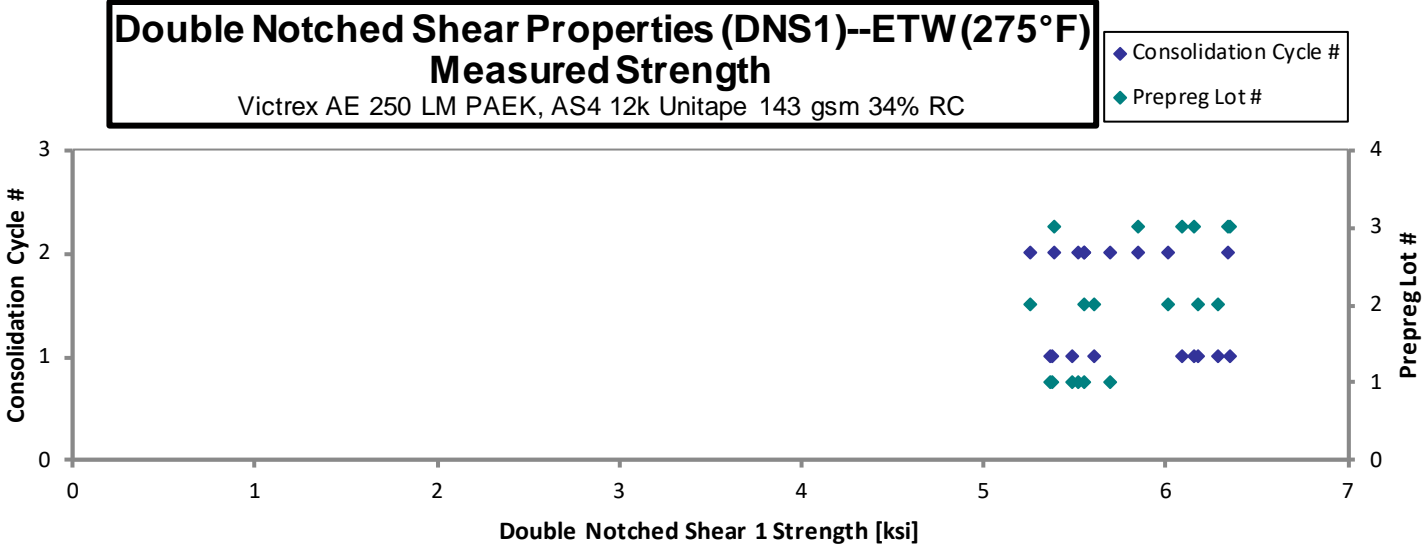 Double Notched Shear Properties (DNS1)--ETW (275°F)
Measured Strength
Victrex AE 250 LM PAEK, AS4 12k Unitape 143 gsm 34% RC
Consolidation Cycle #
Prepreg Lot #
3
2
1
0
Consolidation Cycle #
4
3
2
1
0
Prepreg Lot #
0 1 2 3 4 5 6 7
Double Notched Shear 1 Strength [ksi]